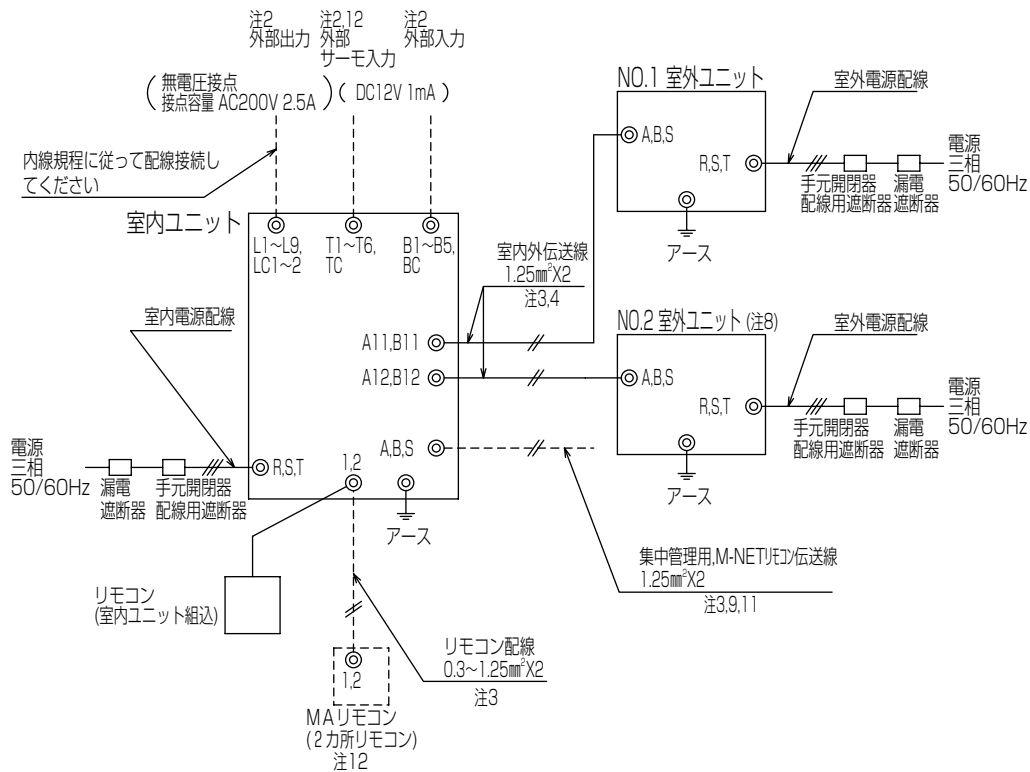 注2
外部出力
注2,12
外部
サーモ入力
注2
外部入力
(無電圧接点
接点容量 AC200V 2.5A)
( DC12V 1mA )
内線規程に従って配線接続し
てください
室内ユニット
L1~L9,
LC1~2
T1~T6,
TC
B1~B5,
BC
室内電源配線
A11,B11
A12,B12
A,B,S
R,S,T
1,2
アース
電源
三相
50/60Hz
漏電
遮断器
手元開閉器
配線用遮断器
室内外伝送線
1.25㎟X2
注3,4
NO.1 室外ユニット
A,B,S
R,S,T
アース
室外電源配線
手元開閉器
配線用遮断器
漏電
遮断器
電源
三相
50/60Hz
NO.2 室外ユニット (注8)
A,B,S
R,S,T
アース
室外電源配線
手元開閉器
配線用遮断器
漏電
遮断器
電源
三相
50/60Hz
集中管理用,M-NETリモコン伝送線
1.25㎟X2
注3,9,11
リモコン
(室内ユニット組込)
リモコン配線
0.3~1.25㎟X2
注3
1,2
MAリモコン
(2カ所リモコン)
注12